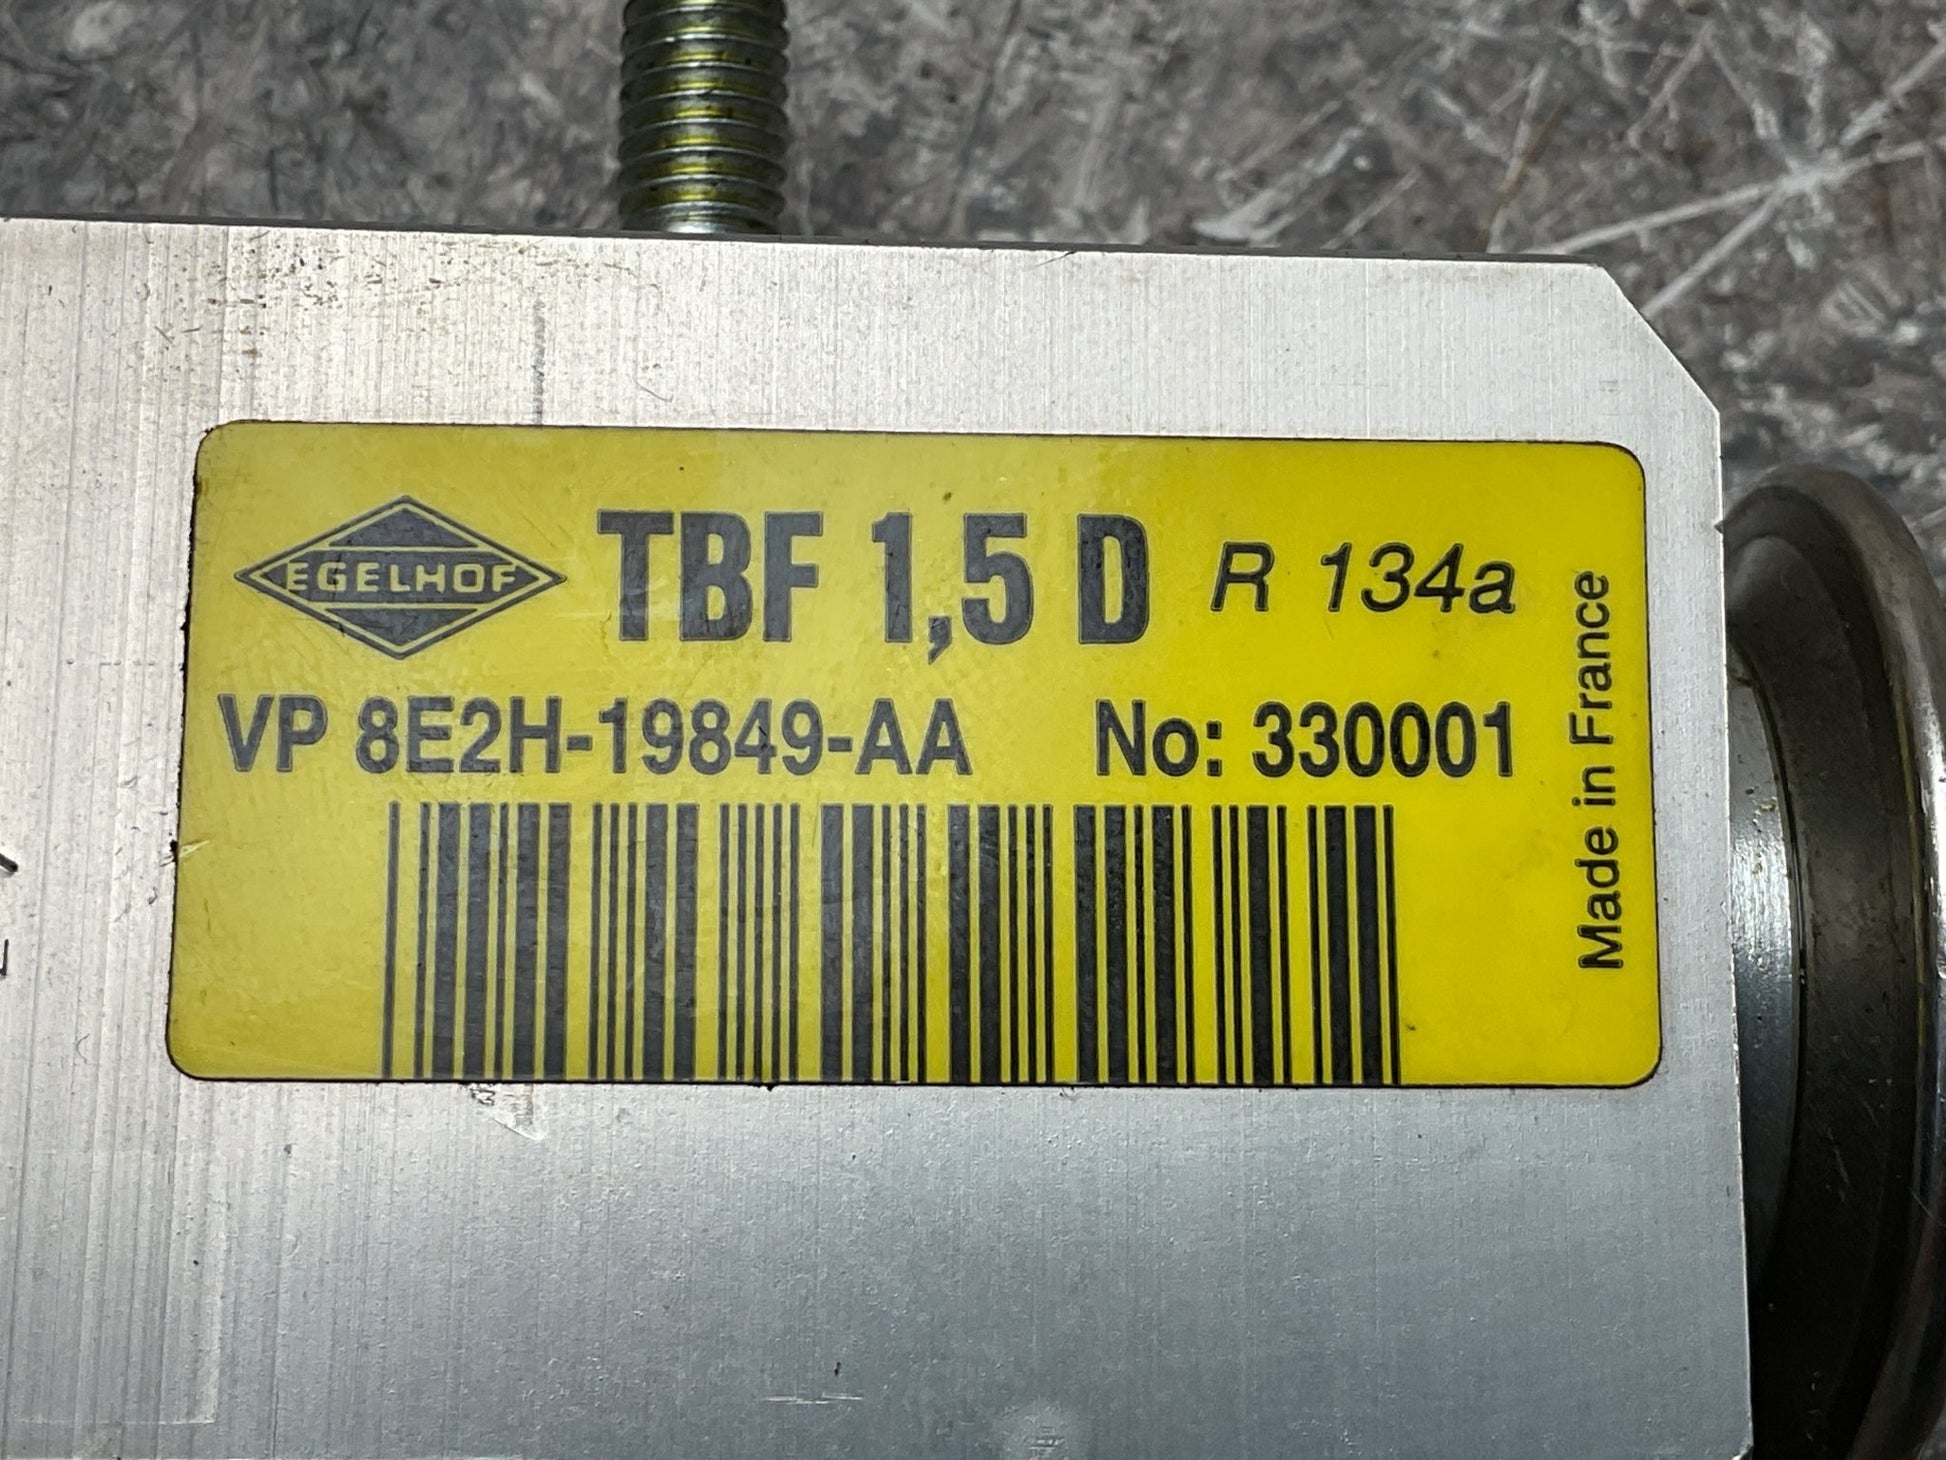 EGELHOF
TBF 1,5 D R 134a
VP 8E2H-19849-AA No: 330001
Made in France